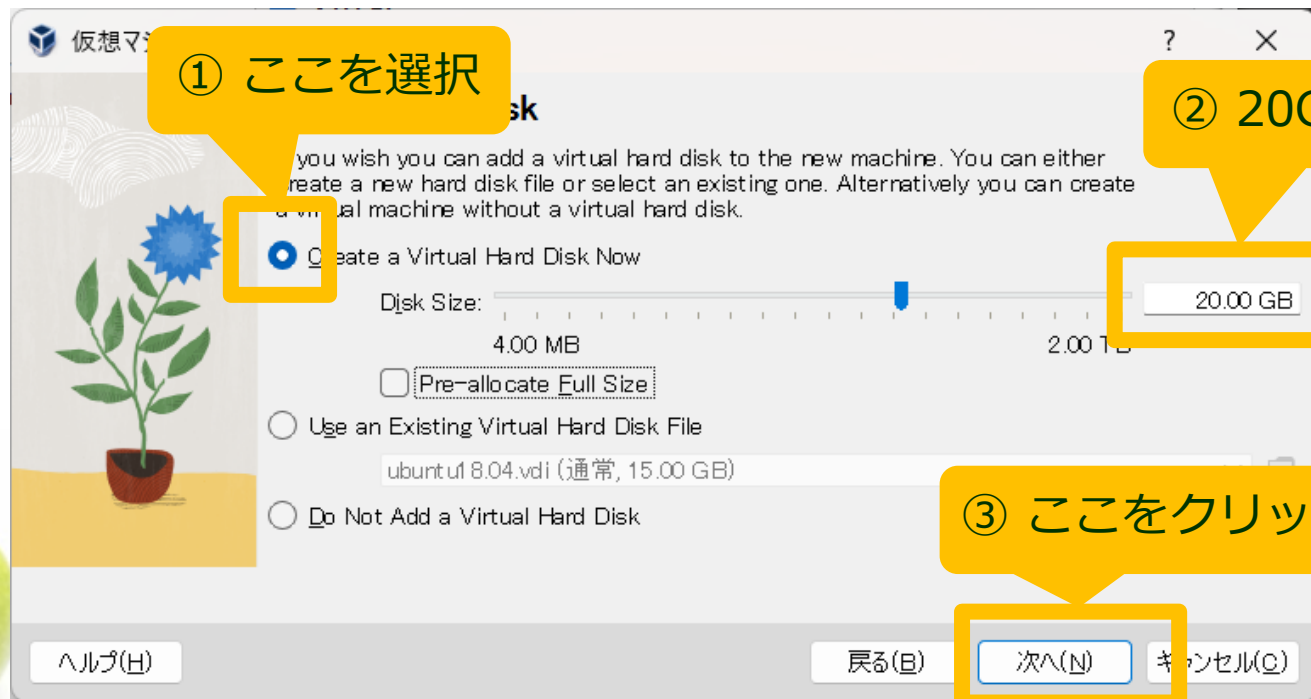 仮想マシ
① ここを選択
sk
② 20G
you wish you can add a virtual hard disk to the new machine. You can either
reate a new hard disk file or select an existing one. Alternatively you can create
a virtual machine without a virtual hard disk.
Create a Virtual Hard Disk Now
Disk Size:
20.00 GB
4.00 MB
2.00 TB
Pre-allocate Full Size
Use an Existing Virtual Hard Disk File
ubuntu18.04.vdi (通常, 15.00 GB)
Do Not Add a Virtual Hard Disk
③ ここをクリッ
ヘルプ(H)
戻る(B)
次へ(N)
キャンセル(C)